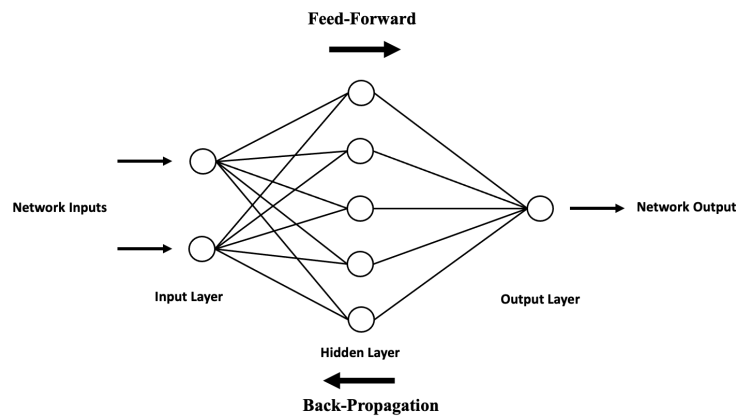 Feed-Forward
Network Inputs
Network Output
Input Layer
Output Layer
Hidden Layer
Back-Propagation